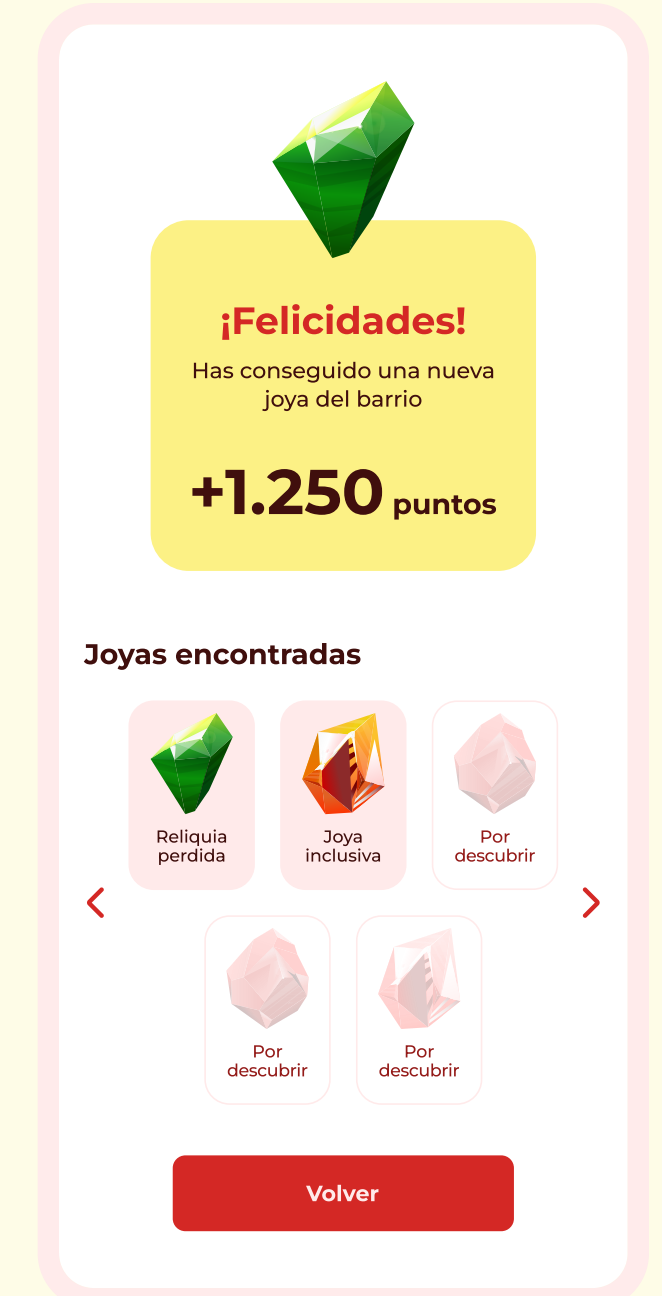 ¡Felicidades!
Has conseguido una nueva
joya del barrio
+1.250 puntos
Joyas encontradas
Reliquia
perdida
Joya
inclusiva
Por
descubrir
Por
descubrir
Por
descubrir
Volver